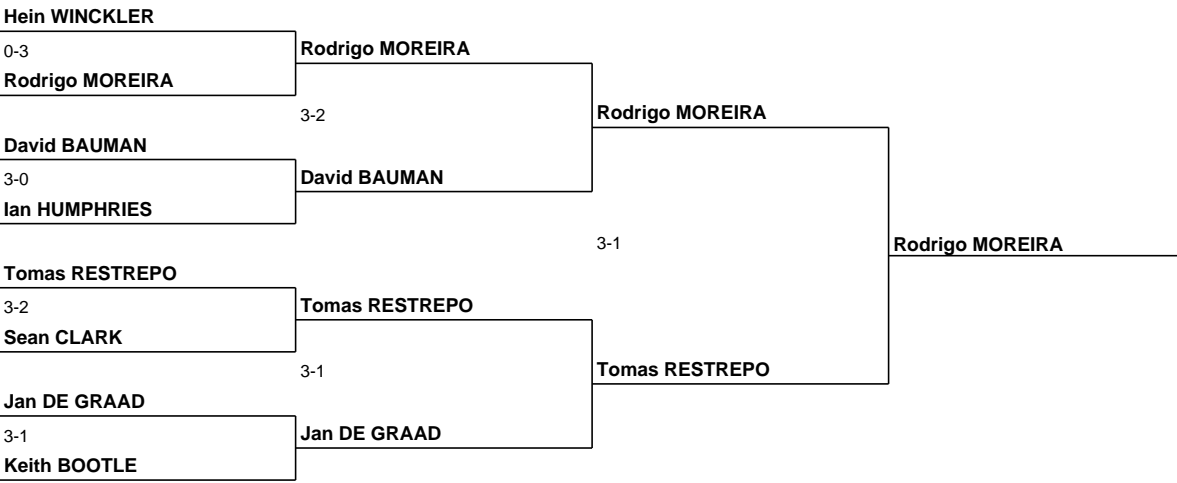 Hein WINCKLER
0-3
Rodrigo MOREIRA
Rodrigo MOREIRA
3-2
Rodrigo MOREIRA
David BAUMAN
3-0
David BAUMAN
Ian HUMPHRIES
3-1
Rodrigo MOREIRA
Tomas RESTREPO
3-2
Tomas RESTREPO
Sean CLARK
3-1
Tomas RESTREPO
Jan DE GRAAD
3-1
Jan DE GRAAD
Keith BOOTLE